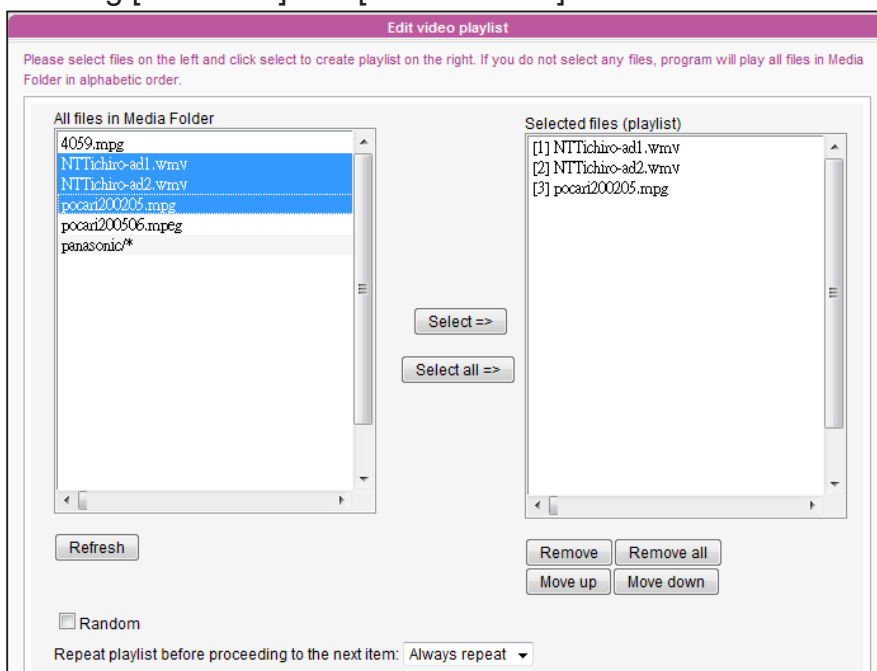 Edit video playlist
Please select files on the left and click select to create playlist on the right. If you do not select any files, program will play all files in Media
Folder in alphabetic order.
All files in Media Folder
4059.mpg
NTTichiro-ad1.wmv
NTTichiro-ad2.wmv
pocari200205.mpg
pocari200506.mpeg
panasonic/*
Select =>
Select all =>
Selected files (playlist)
[1] NTTichiro-ad1.wmv
[2] NTTichiro-ad2.wmv
[3] pocari200205.mpg
Refresh
Remove Remove all
Move up Move down
Random
Repeat playlist before proceeding to the next item: Always repeat